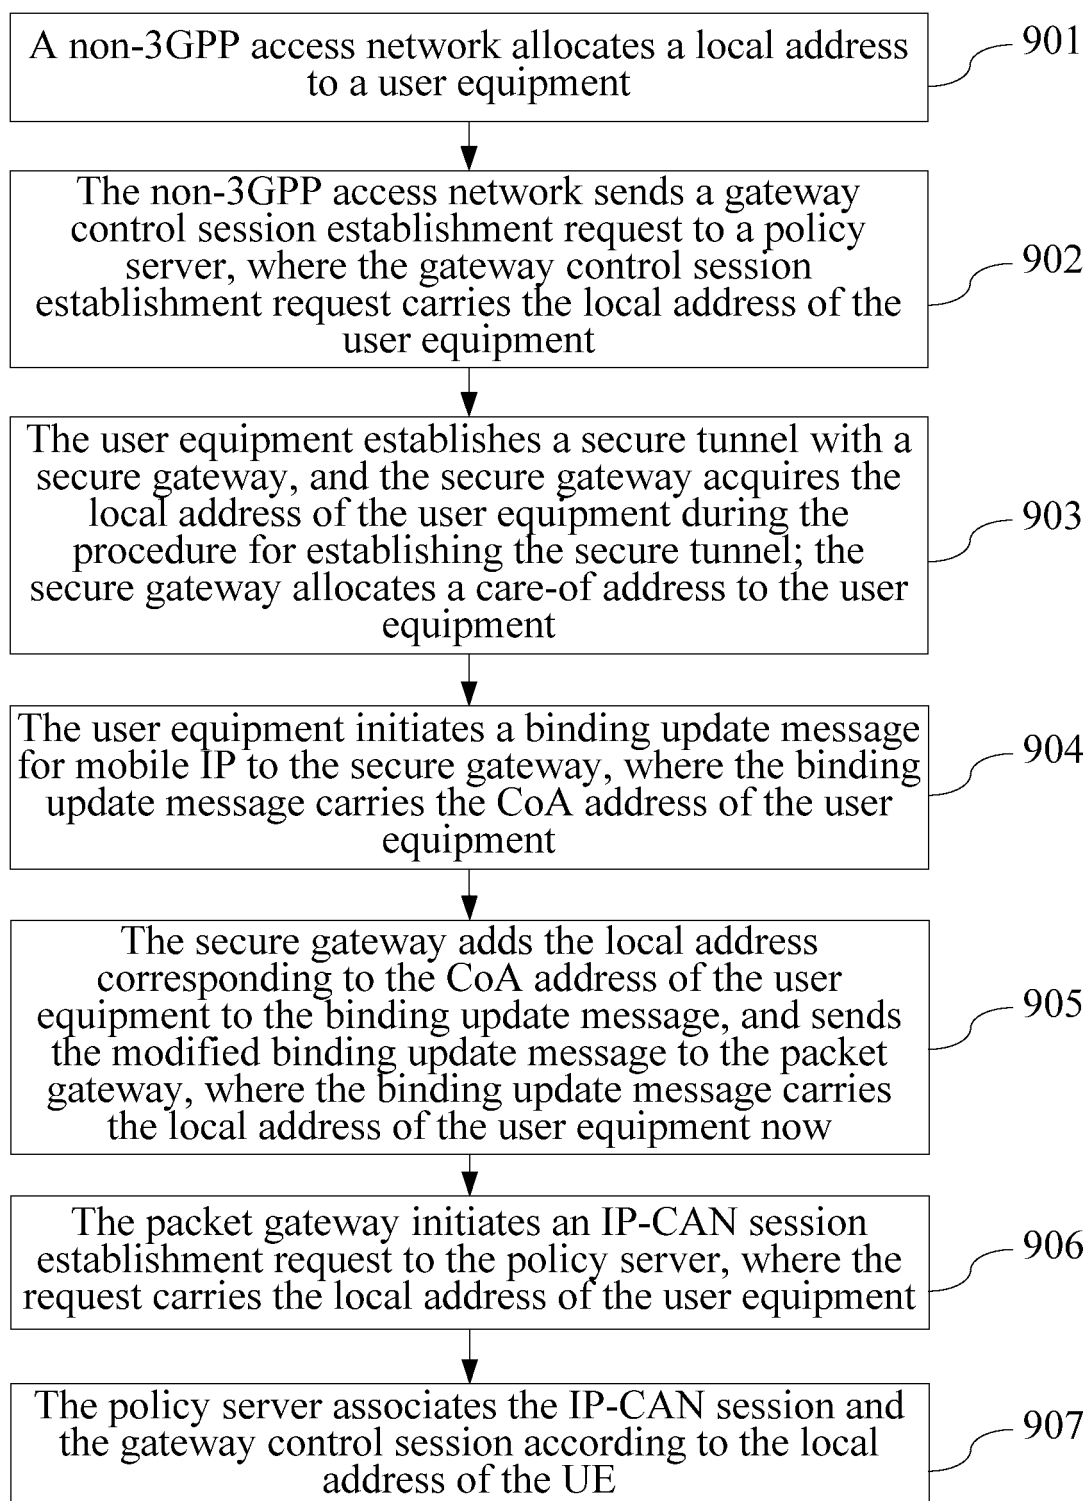 A non-3GPP access network allocates a local address
to a user equipment
901
The non-3GPP access network sends a gateway
control session establishment request to a policy
server, where the gateway control session
establishment request carries the local address of the
user equipment
902
The user equipment establishes a secure tunnel with a
secure gateway, and the secure gateway acquires the
local address of the user equipment during the
procedure for establishing the secure tunnel; the
secure gateway allocates a care-of address to the user
equipment
903
The user equipment initiates a binding update message
for mobile IP to the secure gateway, where the binding
update message carries the CoA address of the user
equipment
904
The secure gateway adds the local address
corresponding to the CoA address of the user
equipment to the binding update message, and sends
the modified binding update message to the packet
gateway, where the binding update message carries
the local address of the user equipment now
905
The packet gateway initiates an IP-CAN session
establishment request to the policy server, where the
request carries the local address of the user equipment
906
The policy server associates the IP-CAN session and
the gateway control session according to the local
address of the UE
907